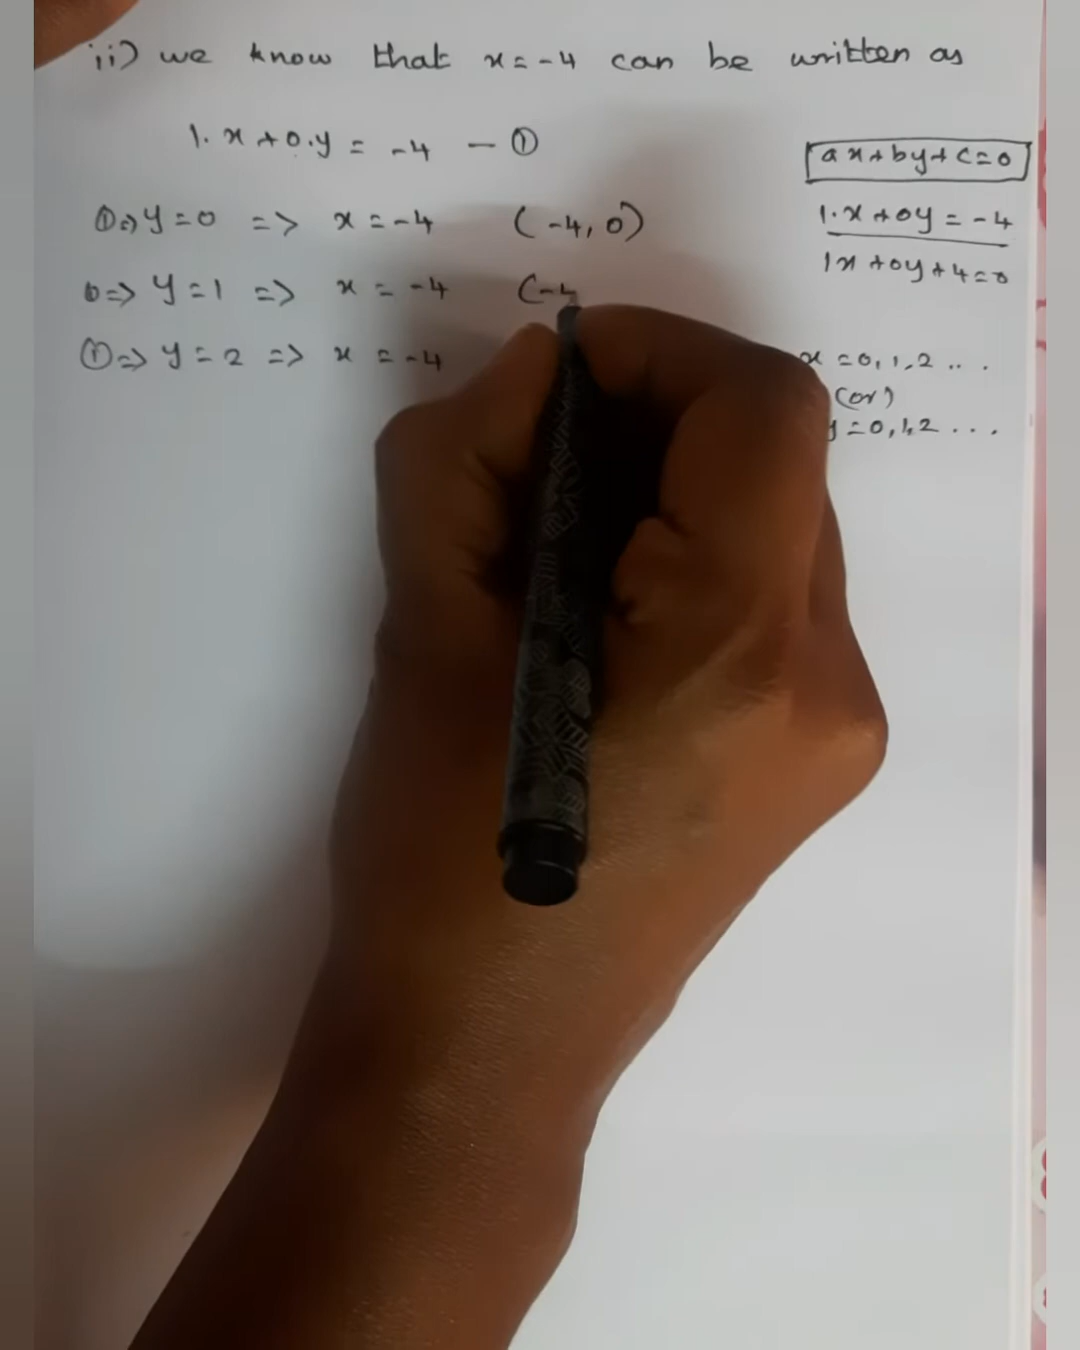 ii) we know that x = -4 can be written as
1. x + 0.y = -4 - ①
①=> y = 0 => x = -4 (-4, 0)
①=> y = 1 => x = -4 (-4
①=> y = 2 => x = -4
ax + by + c = 0
1. x + 0y = -4
1x + 0y + 4 = 0
x = 0, 1, 2 .. .
(or)
y = 0, 1, 2 ...